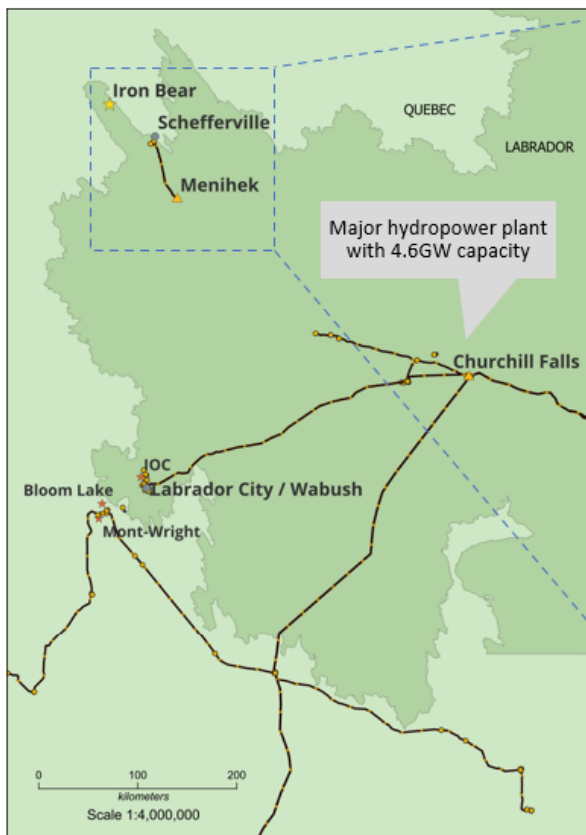 Iron Bear
Schefferville
QUEBEC
LABRADOR
Menihek
Major hydropower plant
with 4.6GW capacity
Churchill Falls
IOC
Labrador City / Wabush
Bloom Lake
Mont-Wright
0 100 200
kilometers
Scale 1:4,000,000